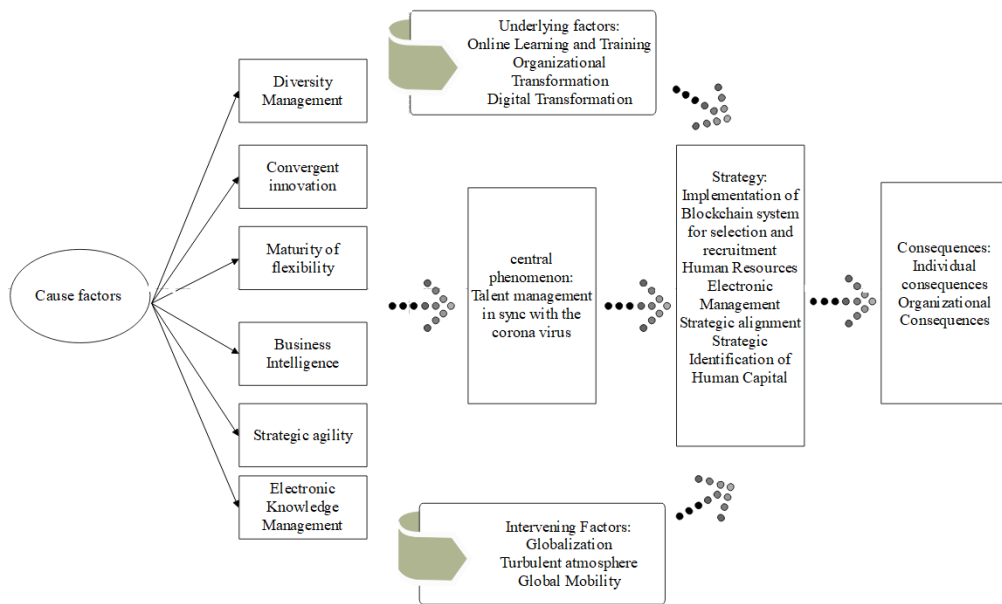 Cause factors
Diversity
Management
Convergent
innovation
Maturity of
flexibility
Business
Intelligence
Strategic agility
Electronic
Knowledge
Management
Underlying factors:
Online Learning and Training
Organizational
Transformation
Digital Transformation
central
phenomenon:
Talent management
in sync with the
corona virus
Intervening Factors:
Globalization
Turbulent atmosphere
Global Mobility
Strategy:
Implementation of
Blockchain system
for selection and
recruitment
Human Resources
Electronic
Management
Strategic alignment
Strategic
Identification of
Human Capital
Consequences:
Individual
consequences
Organizational
Consequences